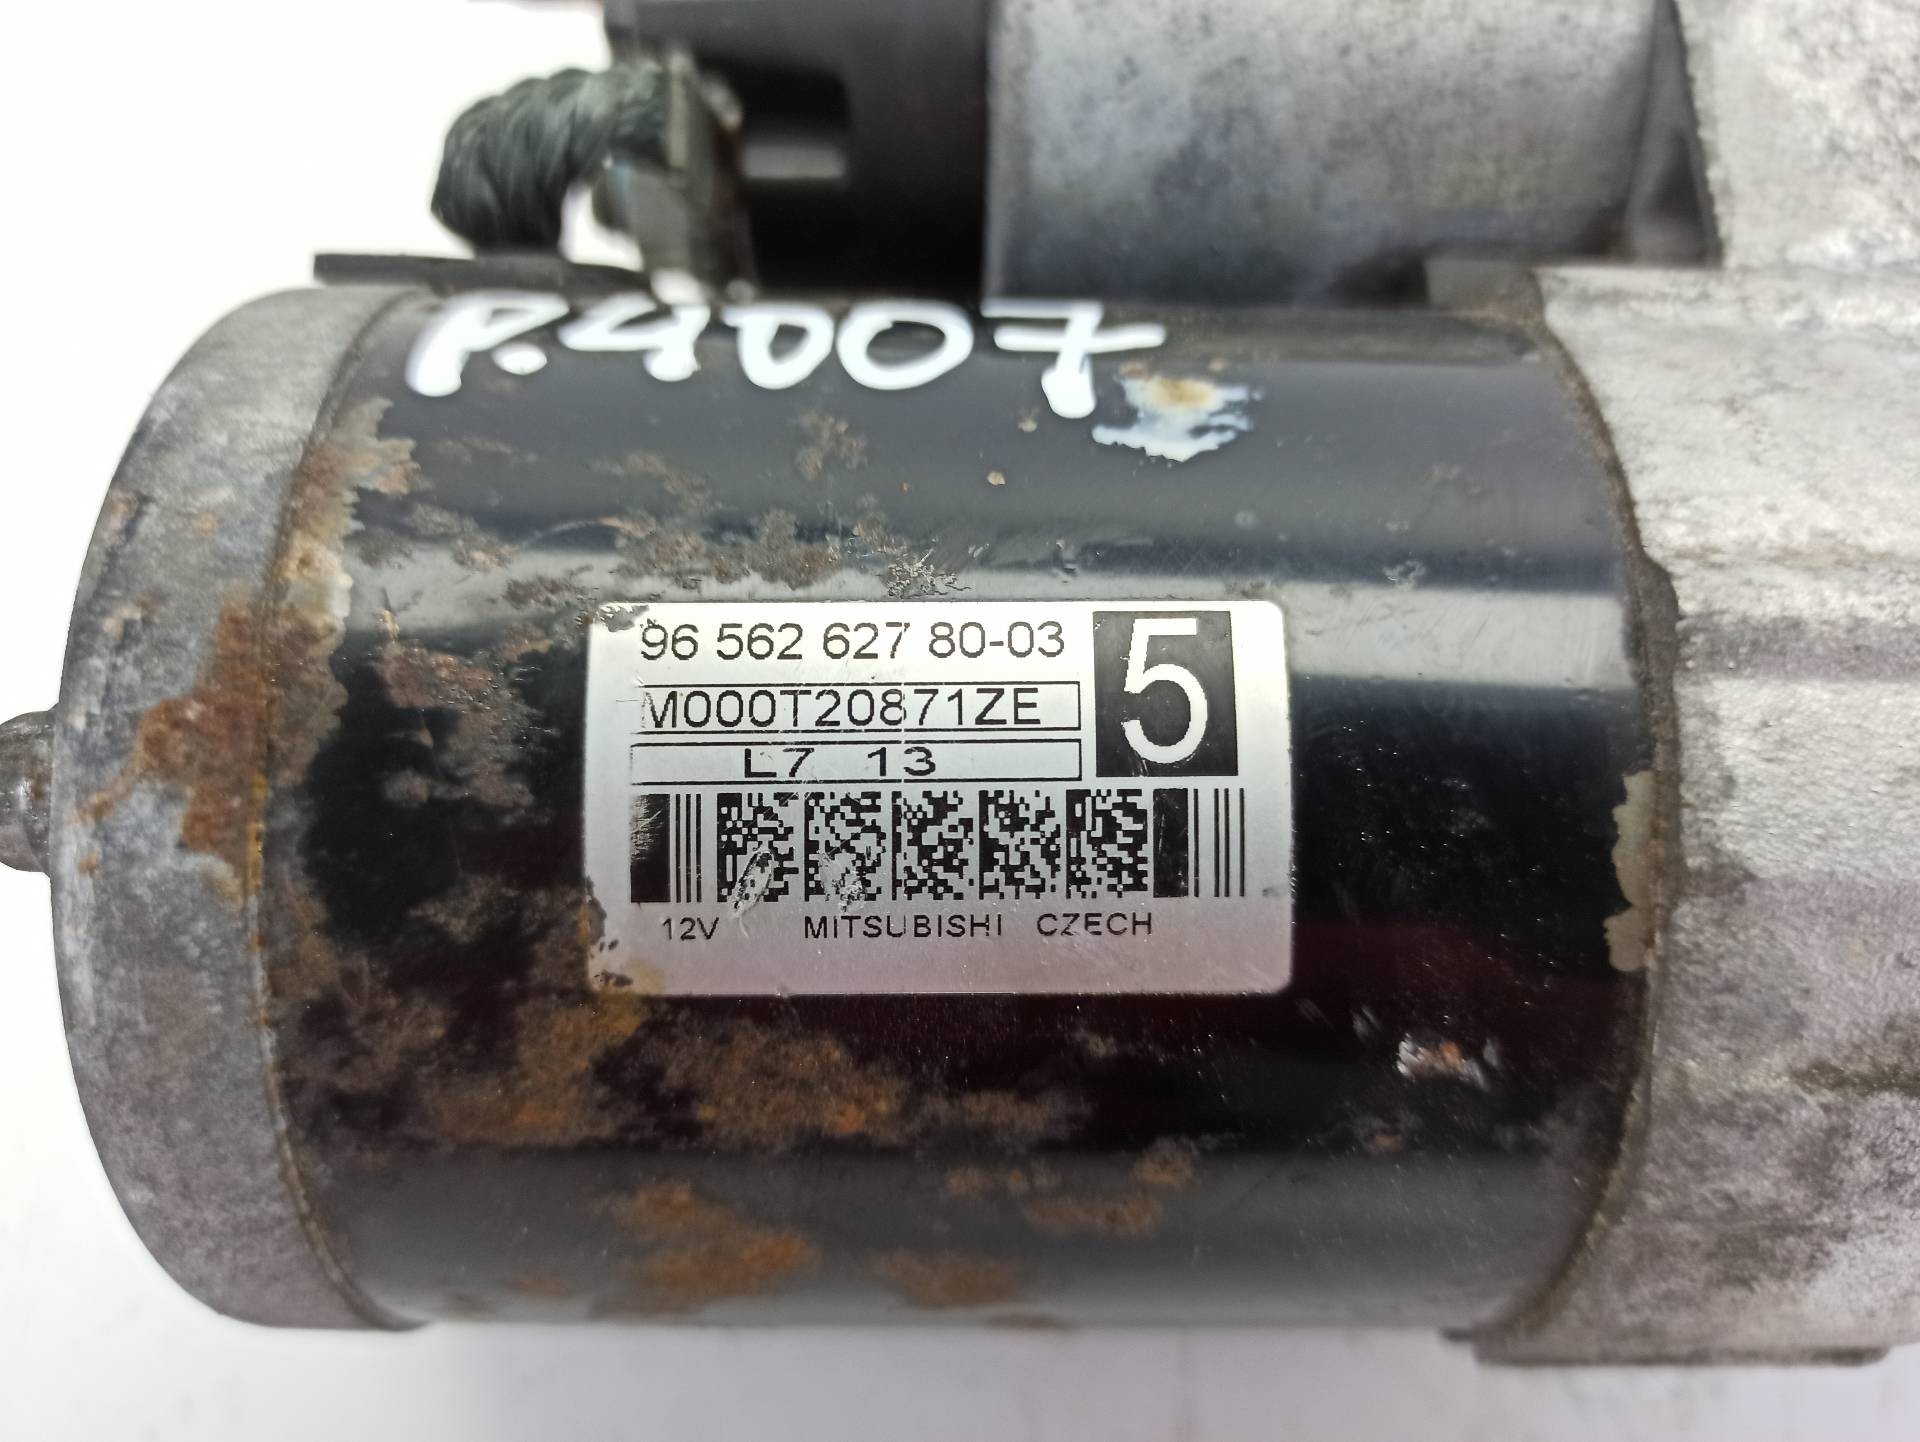 P.4007
96 562 627 80-03
5
M000T20871ZE
L7 13
12V MITSUBISHI CZECH